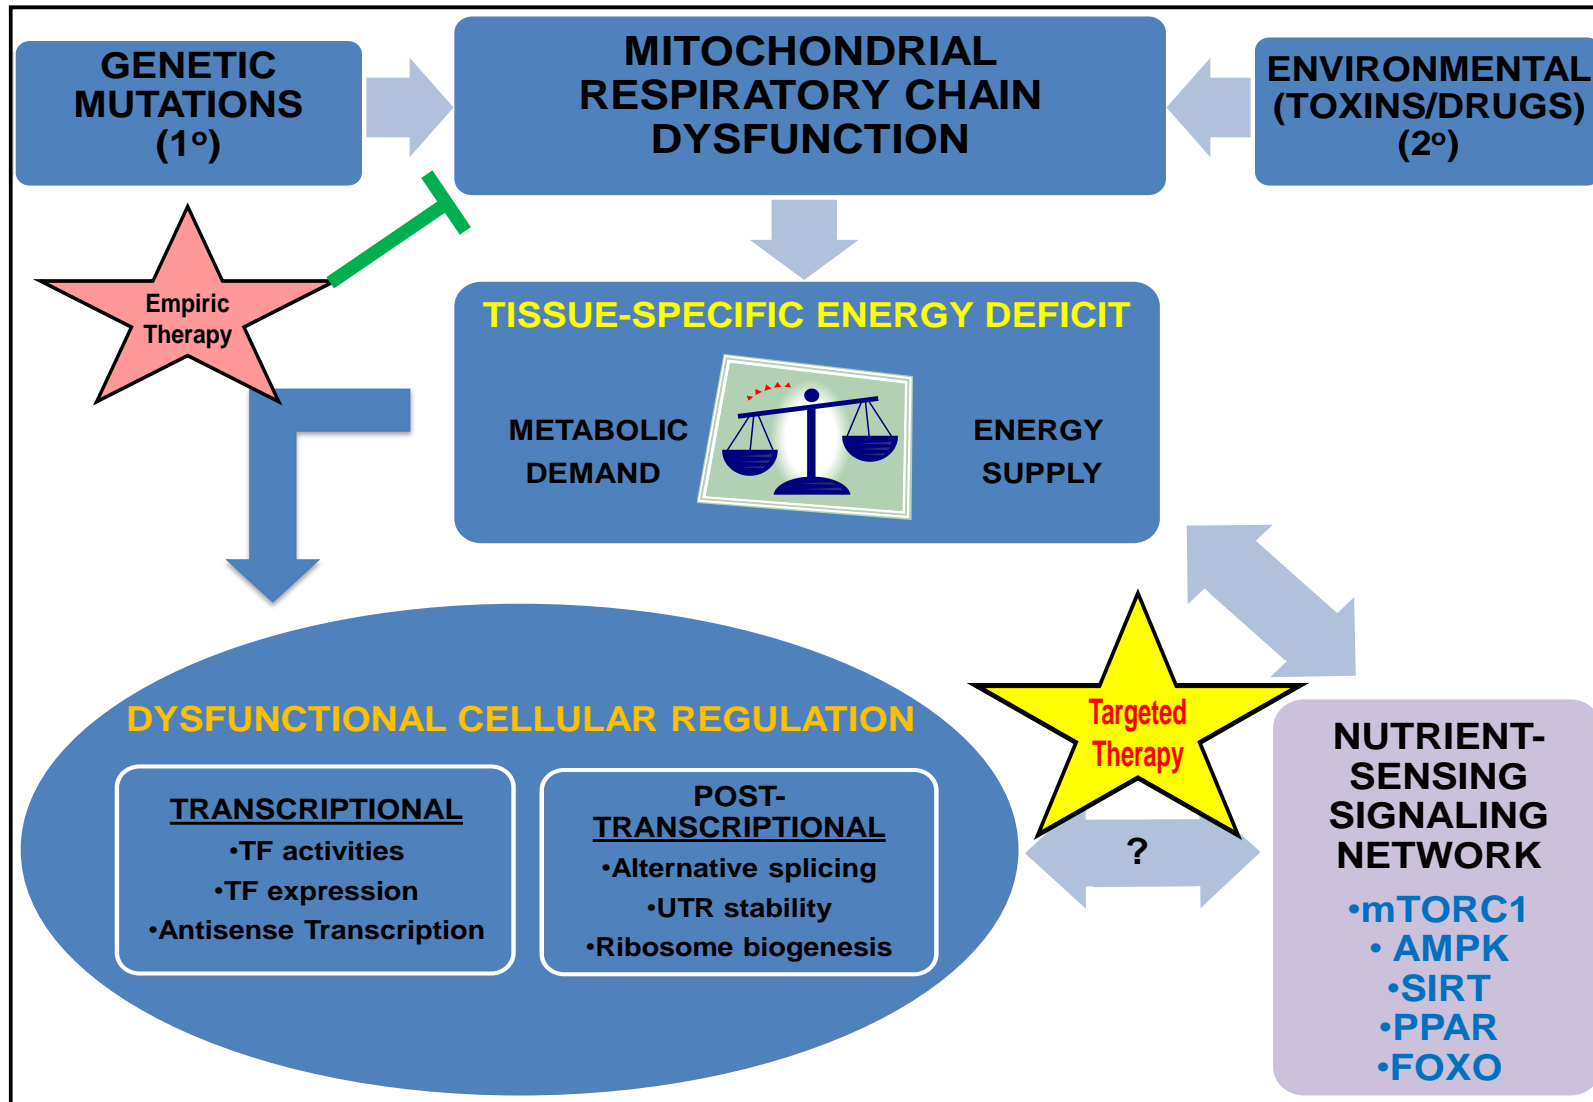 GENETIC
MUTATIONS
(1º)
MITOCHONDRIAL
RESPIRATORY CHAIN
DYSFUNCTION
ENVIRONMENTAL
(TOXINS/DRUGS)
(2º)
Empiric
Therapy
TISSUE-SPECIFIC ENERGY DEFICIT
METABOLIC
DEMAND
ENERGY
SUPPLY
DYSFUNCTIONAL CELLULAR REGULATION
TRANSCRIPTIONAL
•TF activities
•TF expression
•Antisense Transcription
POST-
TRANSCRIPTIONAL
•Alternative splicing
•UTR stability
•Ribosome biogenesis
Targeted
Therapy
?
NUTRIENT-
SENSING
SIGNALING
NETWORK
•mTORC1
• AMPK
•SIRT
•PPAR
•FOXO